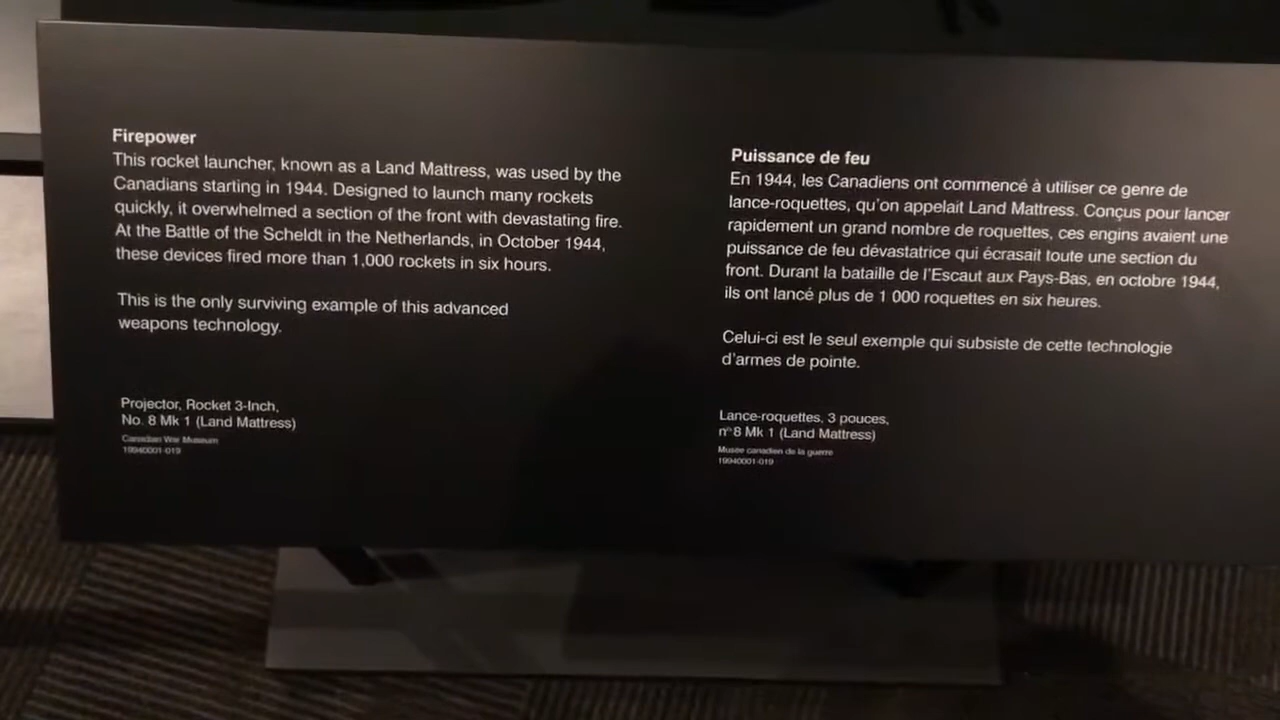 Firepower
This rocket launcher, known as a Land Mattress, was used by the
Canadians starting in 1944. Designed to launch many rockets
quickly, it overwhelmed a section of the front with devastating fire.
At the Battle of the Scheldt in the Netherlands, in October 1944,
these devices fired more than 1,000 rockets in six hours.
This is the only surviving example of this advanced
weapons technology.
Projector, Rocket 3-Inch,
No. 8 Mk 1 (Land Mattress)
Canadian War Museum
19940001-019
Puissance de feu
En 1944, les Canadiens ont commencé à utiliser ce genre de
lance-roquettes, qu'on appelait Land Mattress. Conçus pour lancer
rapidement un grand nombre de roquettes, ces engins avaient une
puissance de feu dévastatrice qui écrasait toute une section du
front. Durant la bataille de l'Escaut aux Pays-Bas, en octobre 1944,
ils ont lancé plus de 1 000 roquettes en six heures.
Celui-ci est le seul exemple qui subsiste de cette technologie
d'armes de pointe.
Lance-roquettes, 3 pouces,
n° 8 Mk 1 (Land Mattress)
Musée canadien de la guerre
19940001-019